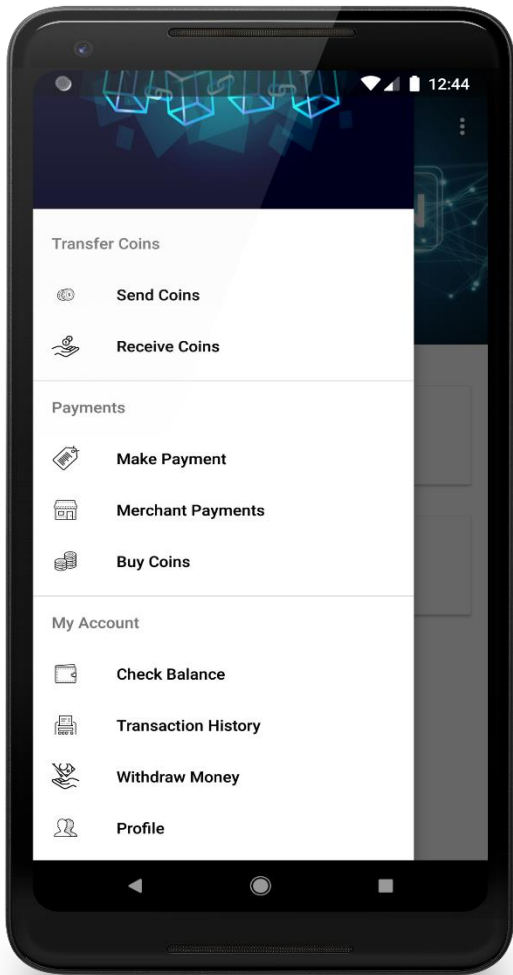 12:44
Transfer Coins
Send Coins
Receive Coins
Payments
Make Payment
Merchant Payments
Buy Coins
My Account
Check Balance
Transaction History
Withdraw Money
Profile